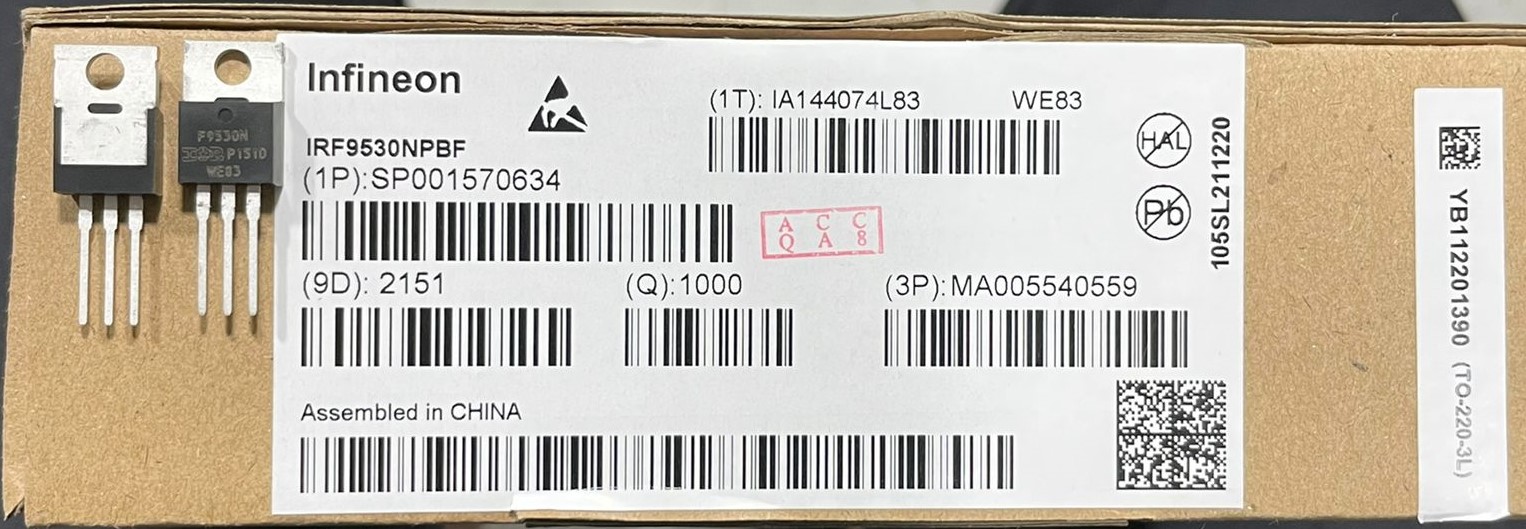 F9530N
P151D
WE83
Infineon
(1T): IA144074L83 WE83
IRF9530NPBF
(1P):SP001570634
HAL
Pb
105SL211220
A C C
Q A 8
(9D): 2151 (Q):1000 (3P):MA005540559
Assembled in CHINA
YB112201390 (TO-220-3L)